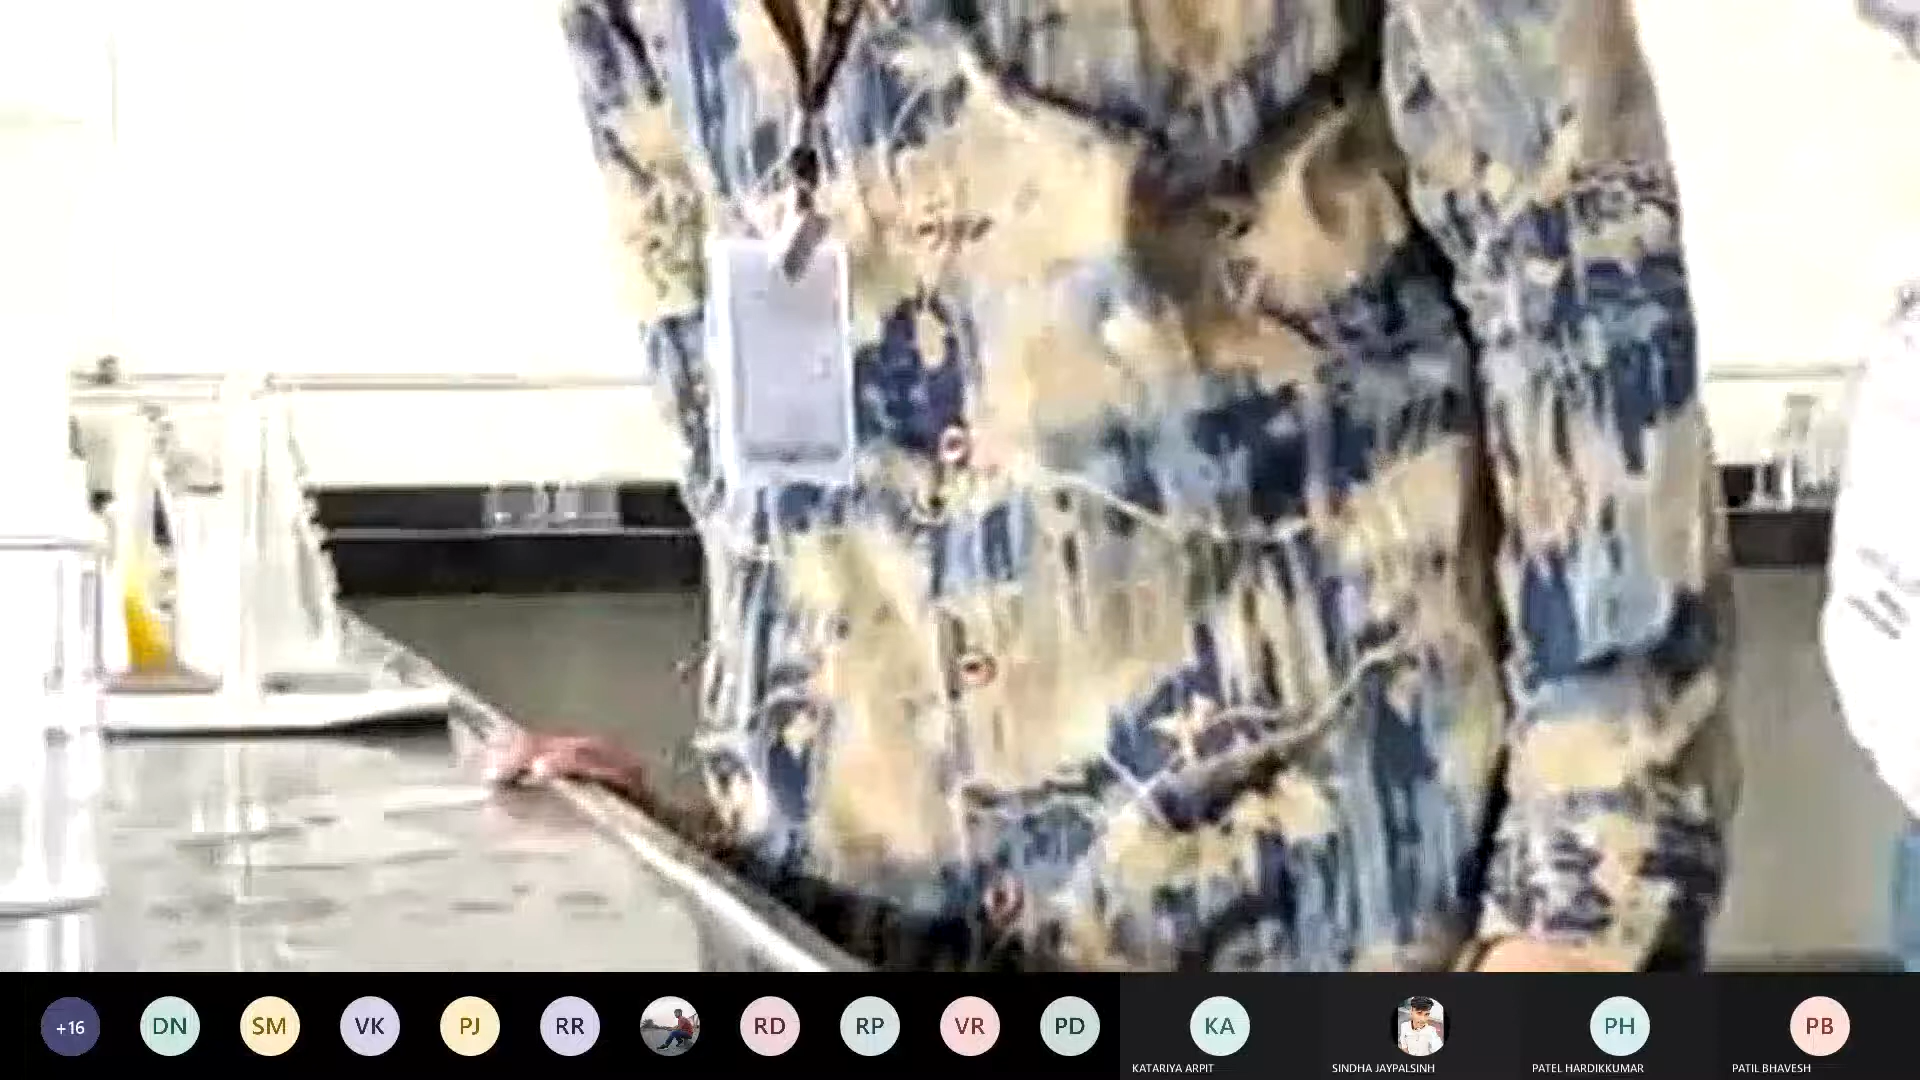 +16
DN
SM
VK
PJ
RR
RD
RP
VR
PD
KA
PH
PB
KATARIYA ARPIT
SINDHA JAYPALSINH
PATEL HARDIKKUMAR
PATIL BHAVESH